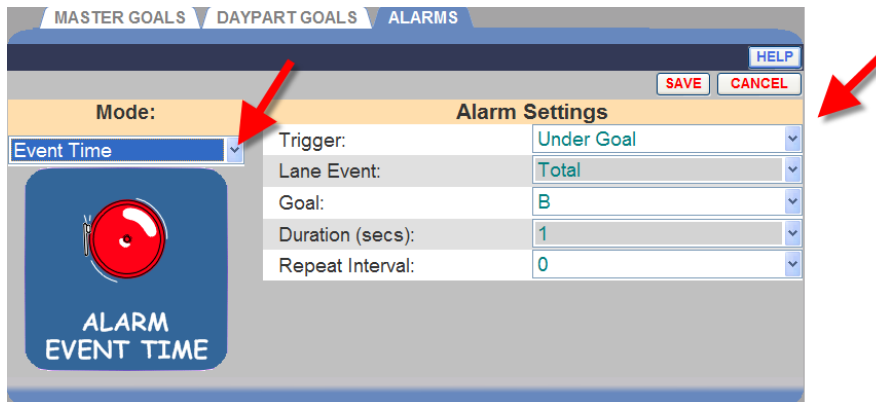 MASTER GOALS DAYPART GOALS ALARMS
HELP
SAVE CANCEL
Mode: Alarm Settings
Event Time Trigger: Under Goal
Lane Event: Total
Goal: B
Duration (secs): 1
Repeat Interval: 0
ALARM
EVENT TIME